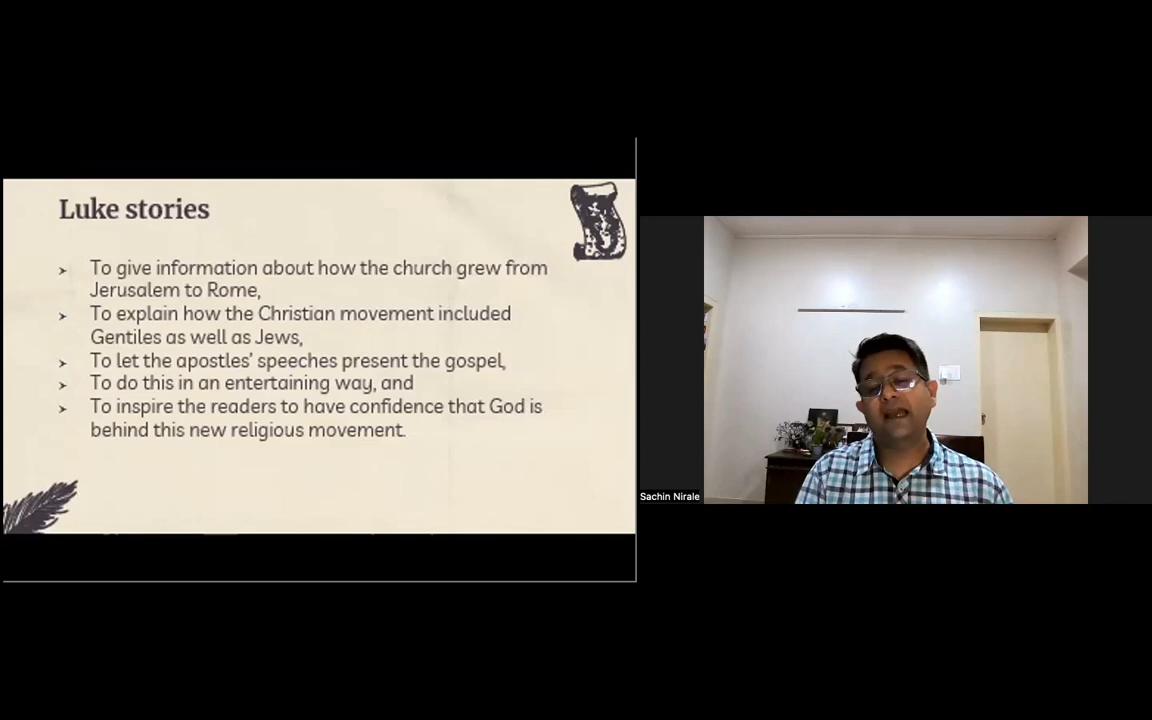 Luke stories
➤ To give information about how the church grew from
Jerusalem to Rome,
➤ To explain how the Christian movement included
Gentiles as well as Jews,
➤ To let the apostles' speeches present the gospel,
➤ To do this in an entertaining way, and
➤ To inspire the readers to have confidence that God is
behind this new religious movement.
Sachin Nirale